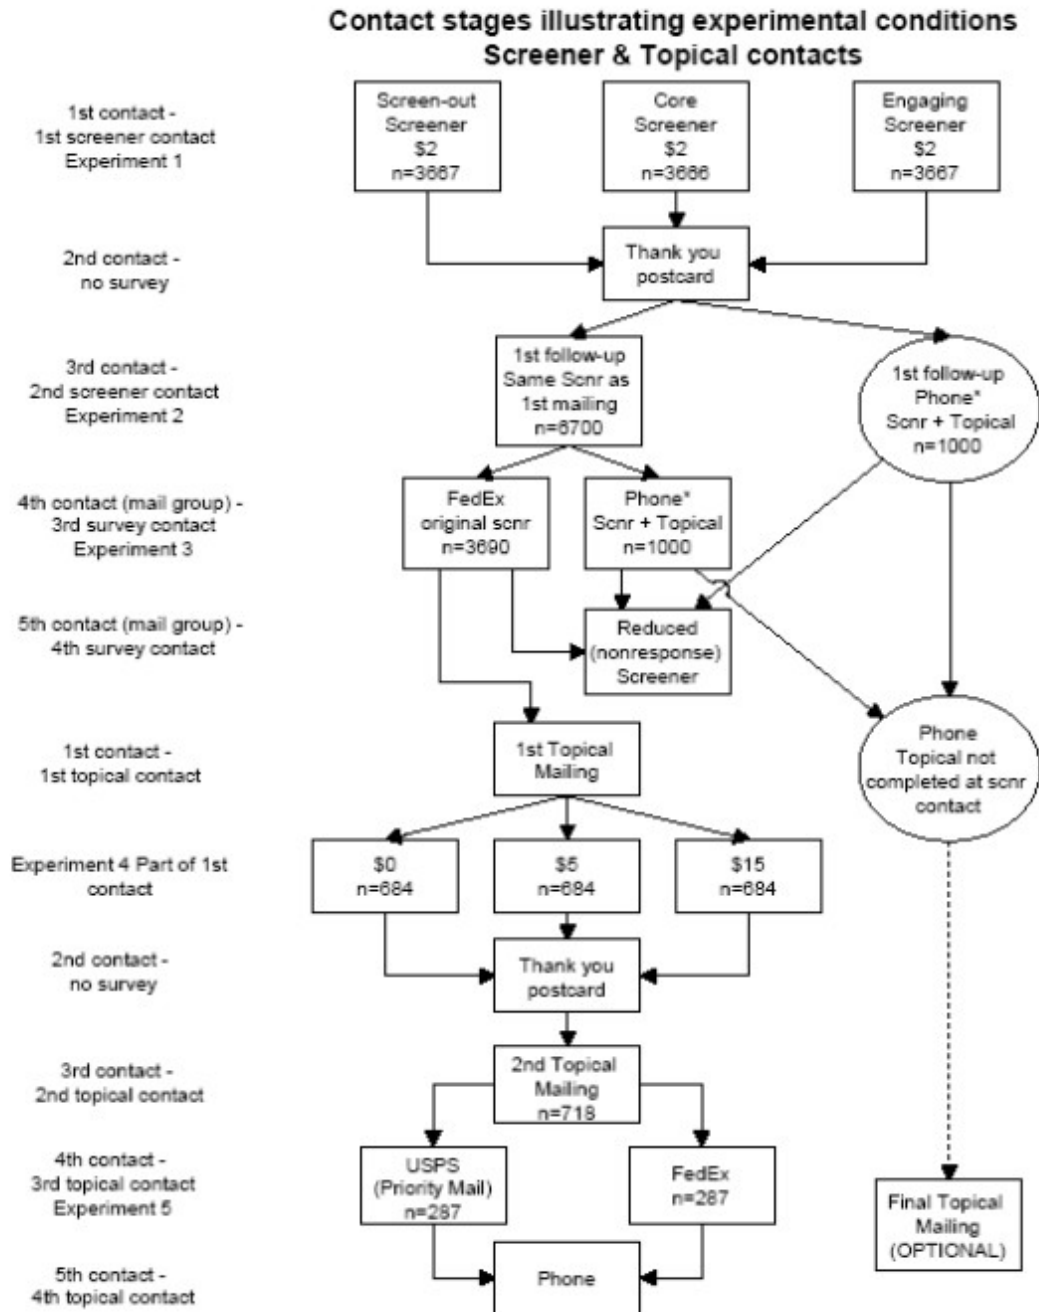 Contact stages illustrating experimental conditions
Screener & Topical contacts
1st contact -
1st screener contact
Experiment 1
Screen-out
Screener
$2
n=3667
Core
Screener
$2
n=3666
Engaging
Screener
$2
n=3667
2nd contact -
no survey
Thank you
postcard
3rd contact -
2nd screener contact
Experiment 2
1st follow-up
Same Scnr as
1st mailing
n=6700
1st follow-up
Phone*
Scnr + Topical
n=1000
4th contact (mail group) -
3rd survey contact
Experiment 3
FedEx
original scnr
n=3690
Phone*
Scnr + Topical
n=1000
5th contact (mail group) -
4th survey contact
Reduced
(nonresponse)
Screener
1st contact -
1st topical contact
1st Topical
Mailing
Phone
Topical not
completed at scnr
contact
Experiment 4 Part of 1st
contact
$0
n=684
$5
n=684
$15
n=684
2nd contact -
no survey
Thank you
postcard
3rd contact -
2nd topical contact
2nd Topical
Mailing
n=718
4th contact -
3rd topical contact
Experiment 5
USPS
(Priority Mail)
n=287
FedEx
n=287
Final Topical
Mailing
(OPTIONAL)
5th contact -
4th topical contact
Phone